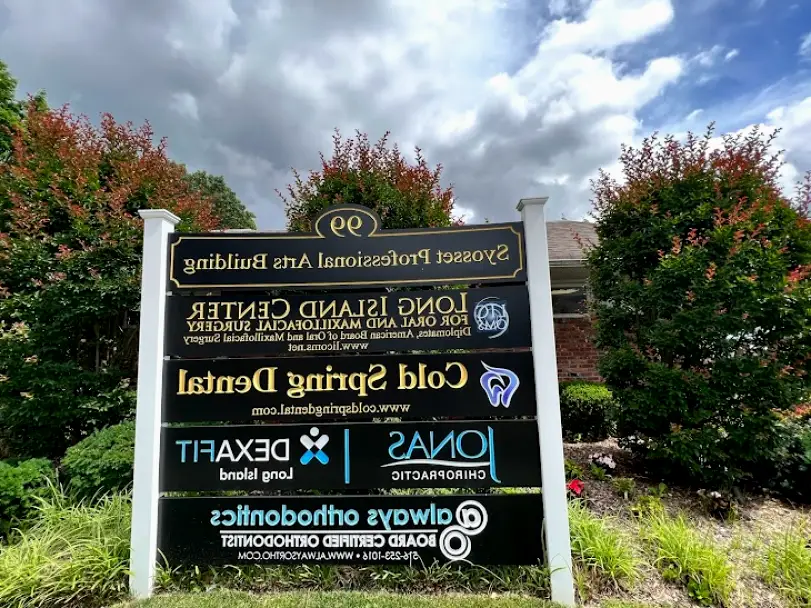 99
Syosset Professional Arts Building
LONG ISLAND CENTER
FOR ORAL AND MAXILLOFACIAL SURGERY
Diplomates, American Board of Oral and Maxillofacial Surgery
www.licoms.net
Cold Spring Dental
www.coldspringdental.com
JONAS
CHIROPRACTIC
DEXAFIT
Long Island
always orthodontics
BOARD CERTIFIED ORTHODONTIST
516-253-1016 • WWW.ALWAYSORTHO.COM